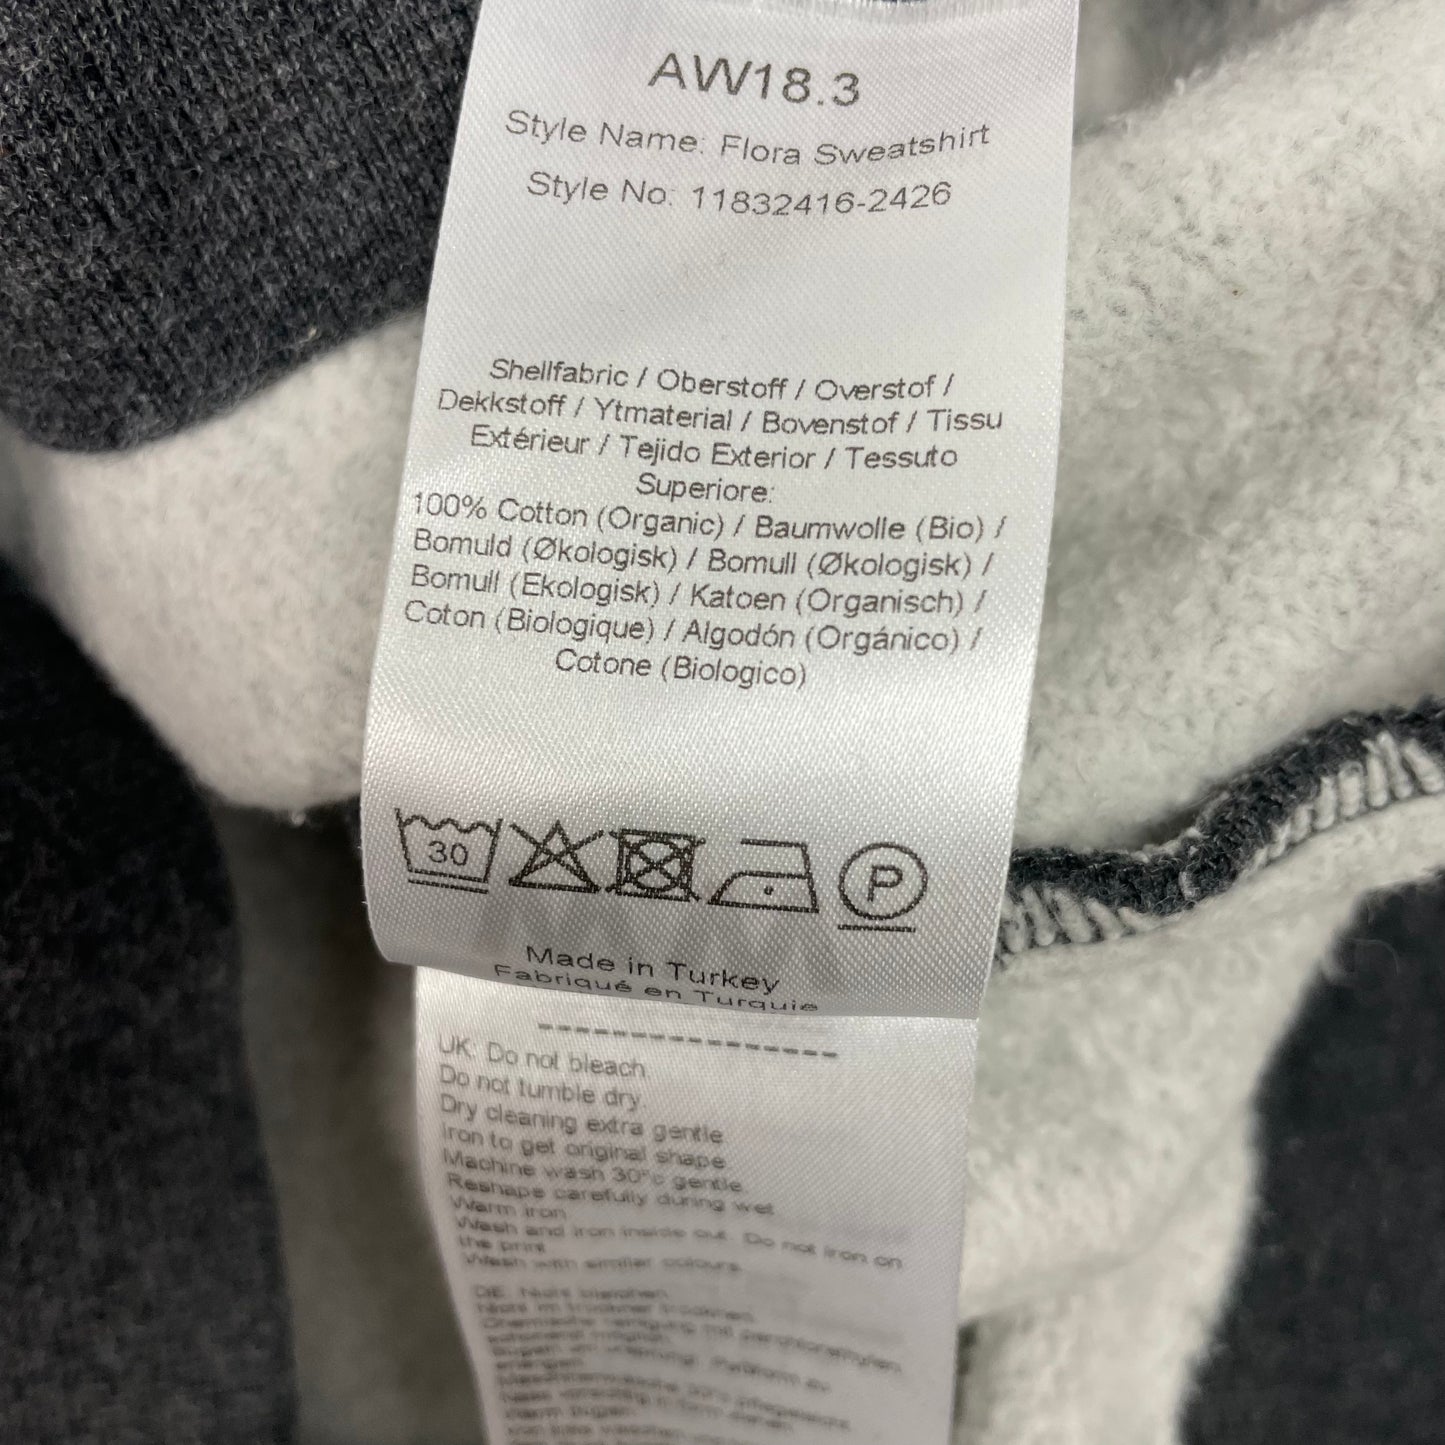 AW18.3
Style Name: Flora Sweatshirt
Style No: 11832416-2426
Shellfabric / Oberstoff / Overstof /
Dekkstoff / Ytmaterial / Bovenstof / Tissu
Extérieur / Tejido Exterior / Tessuto
Superiore:
100% Cotton (Organic) / Baumwolle (Bio) /
Bomuld (Økologisk) / Bomull (Økologisk) /
Bomull (Ekologisk) / Katoen (Organisch) /
Coton (Biologique) / Algodón (Orgánico) /
Cotone (Biologico)
30
P
Made in Turkey
Fabriqué en Turquie
----------------
UK: Do not bleach.
Do not tumble dry.
Dry cleaning extra gentle
Iron to get original shape.
Machine wash 30°c gentle.
Reshape carefully during wet
Warm iron
Wash and iron inside out. Do not iron on
the print
Wash with similar colours.
DE: Nicht bleichen.